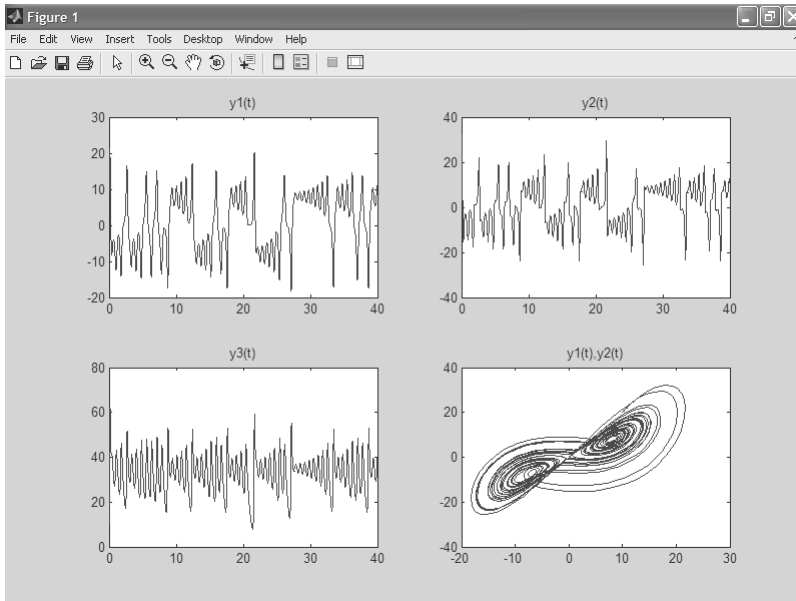 Figure 1
File Edit View Insert Tools Desktop Window Help
y1(t)
30
20
10
0
-10
-20
0 10 20 30 40
y2(t)
40
20
0
-20
-40
0 10 20 30 40
y3(t)
80
60
40
20
0
0 10 20 30 40
y1(t),y2(t)
40
20
0
-20
-40
-20 -10 0 10 20 30